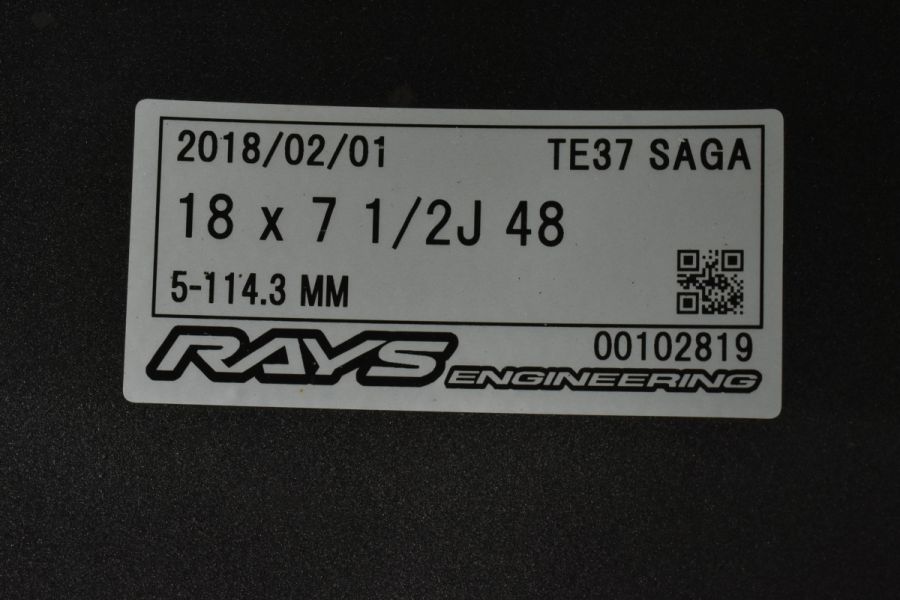 2018/02/01 TE37 SAGA
18 x 7 1/2J 48
5-114.3 MM
00102819
RAYS ENGINEERING